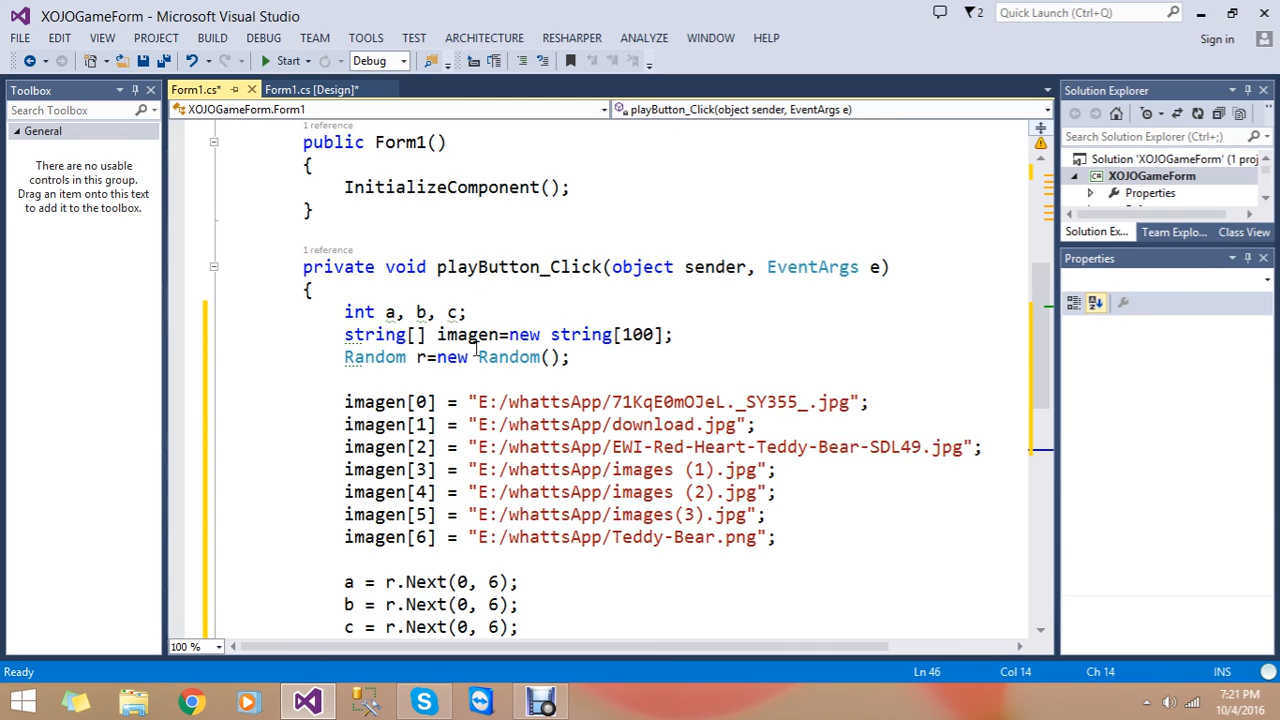 XOJOGameForm - Microsoft Visual Studio
2
Quick Launch (Ctrl+Q)
FILE EDIT VIEW PROJECT BUILD DEBUG TEAM TOOLS TEST ARCHITECTURE RESHARPER ANALYZE WINDOW HELP
Sign in
Start Debug
Toolbox
Search Toolbox
General
There are no usable
controls in this group.
Drag an item onto this text
to add it to the toolbox.
Form1.cs* Form1.cs [Design]*
XOJOGameForm.Form1 playButton_Click(object sender, EventArgs e)
1 reference
public Form1()
{
InitializeComponent();
}
1 reference
private void playButton_Click(object sender, EventArgs e)
{
int a, b, c;
string[] imagen=new string[100];
Random r=new Random();
imagen[0] = "E:/whattsApp/71KqE0mOJeL._SY355_.jpg";
imagen[1] = "E:/whattsApp/download.jpg";
imagen[2] = "E:/whattsApp/EWI-Red-Heart-Teddy-Bear-SDL49.jpg";
imagen[3] = "E:/whattsApp/images (1).jpg";
imagen[4] = "E:/whattsApp/images (2).jpg";
imagen[5] = "E:/whattsApp/images(3).jpg";
imagen[6] = "E:/whattsApp/Teddy-Bear.png";
a = r.Next(0, 6);
b = r.Next(0, 6);
c = r.Next(0, 6);
100 %
Solution Explorer
Search Solution Explorer (Ctrl+;)
Solution 'XOJOGameForm' (1 proj
C# XOJOGameForm
Properties
Solution Ex... Team Explo... Class View
Properties
Ready Ln 46 Col 14 Ch 14 INS
7:21 PM
10/4/2016